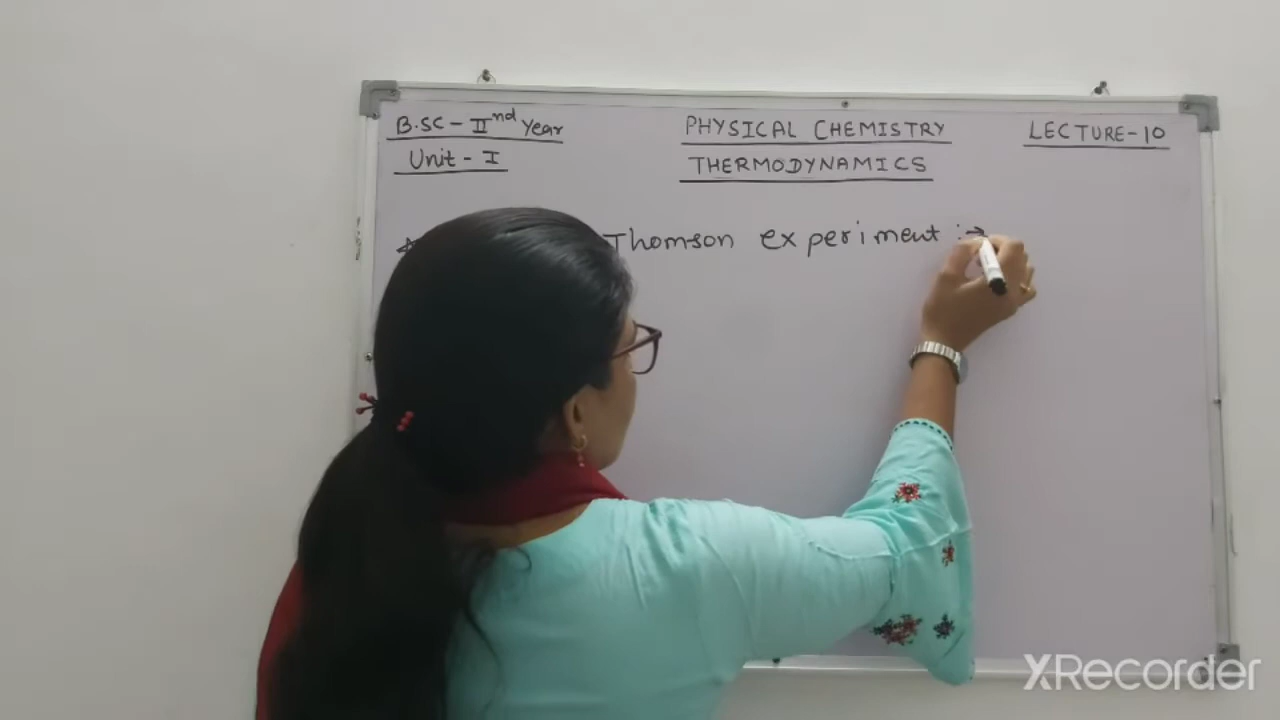 B.SC - IInd Year
Unit - I
PHYSICAL CHEMISTRY
THERMODYNAMICS
LECTURE-10
Thomson experiment :→
XRecorder